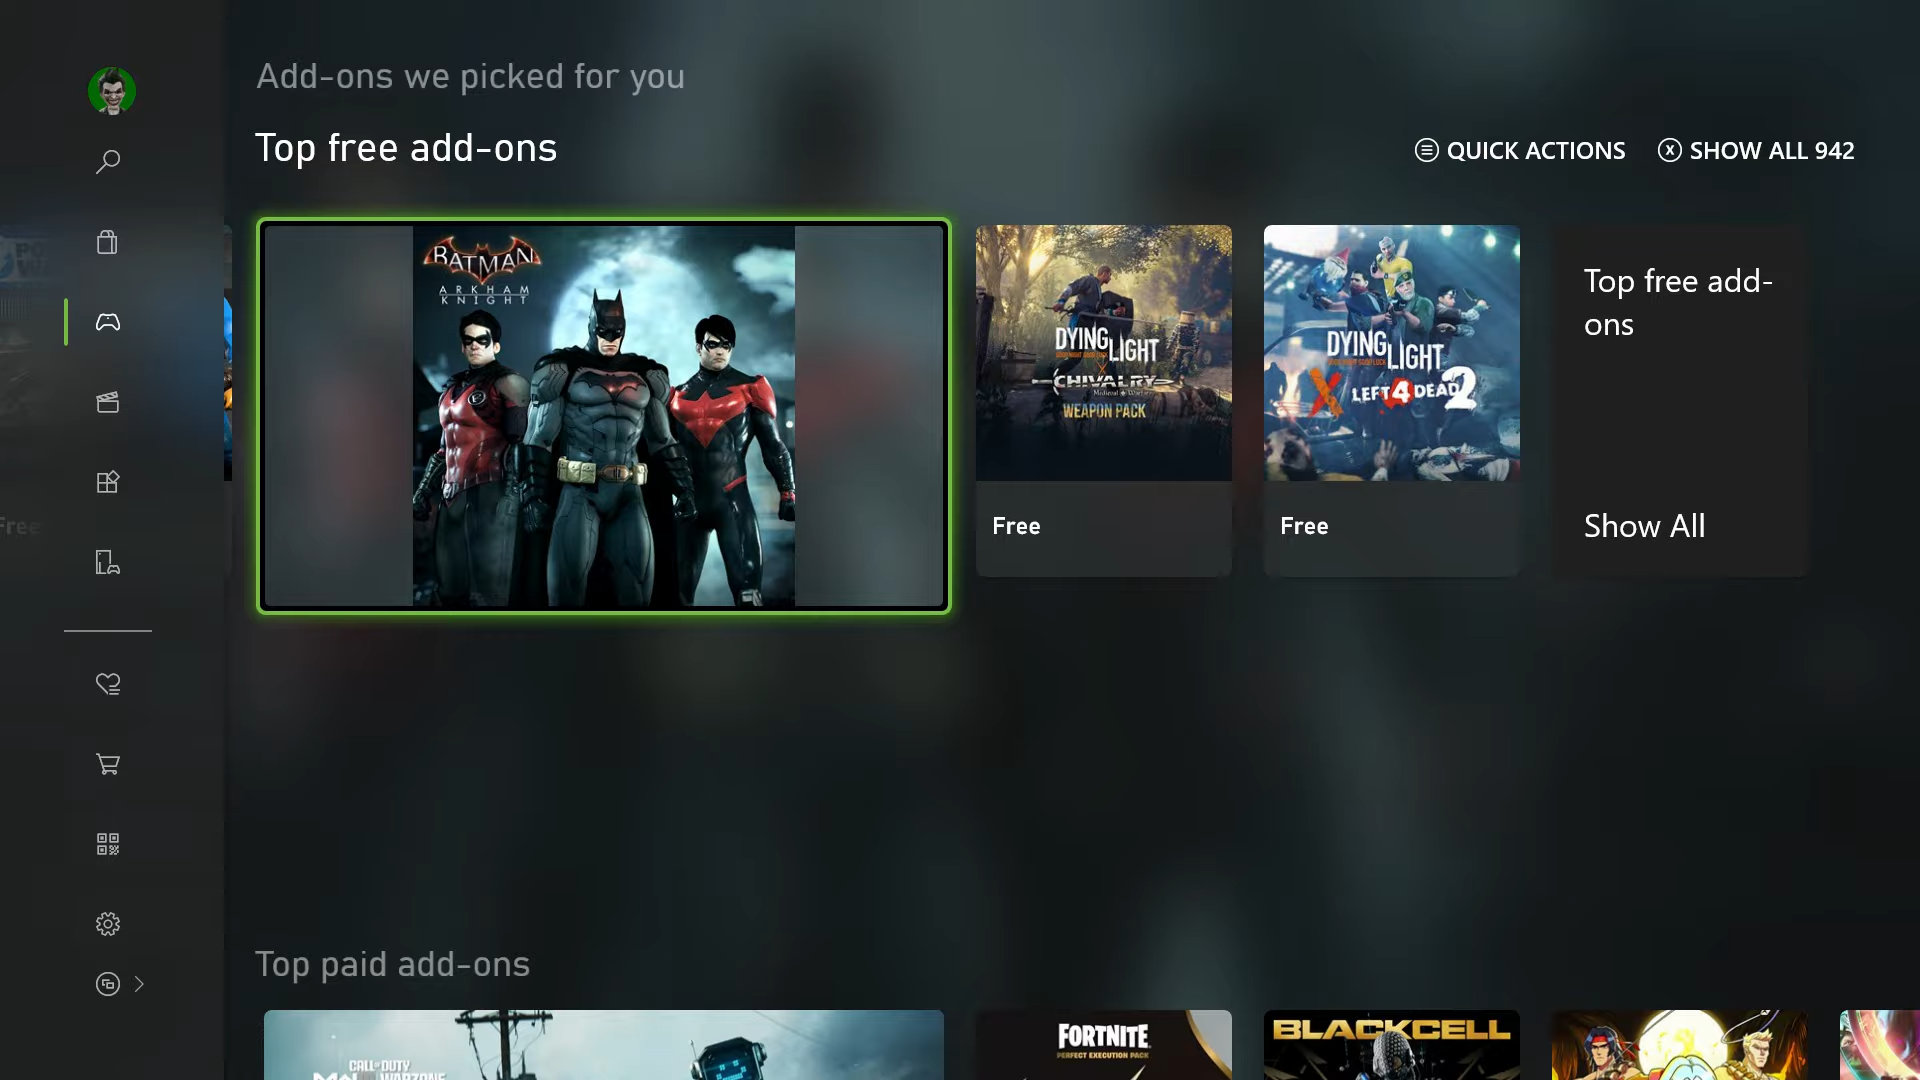 Add-ons we picked for you
Top free add-ons
QUICK ACTIONS
X SHOW ALL 942
BATMAN
ARKHAM
KNIGHT
DYING LIGHT
CHIVALRY
WEAPON PACK
Free
DYING LIGHT
X LEFT 4 DEAD 2
Free
Top free add-
ons
Show All
Free
Top paid add-ons
CALL OF DUTY
WARZONE
FORTNITE
PERFECT EXECUTION PACK
BLACKCELL